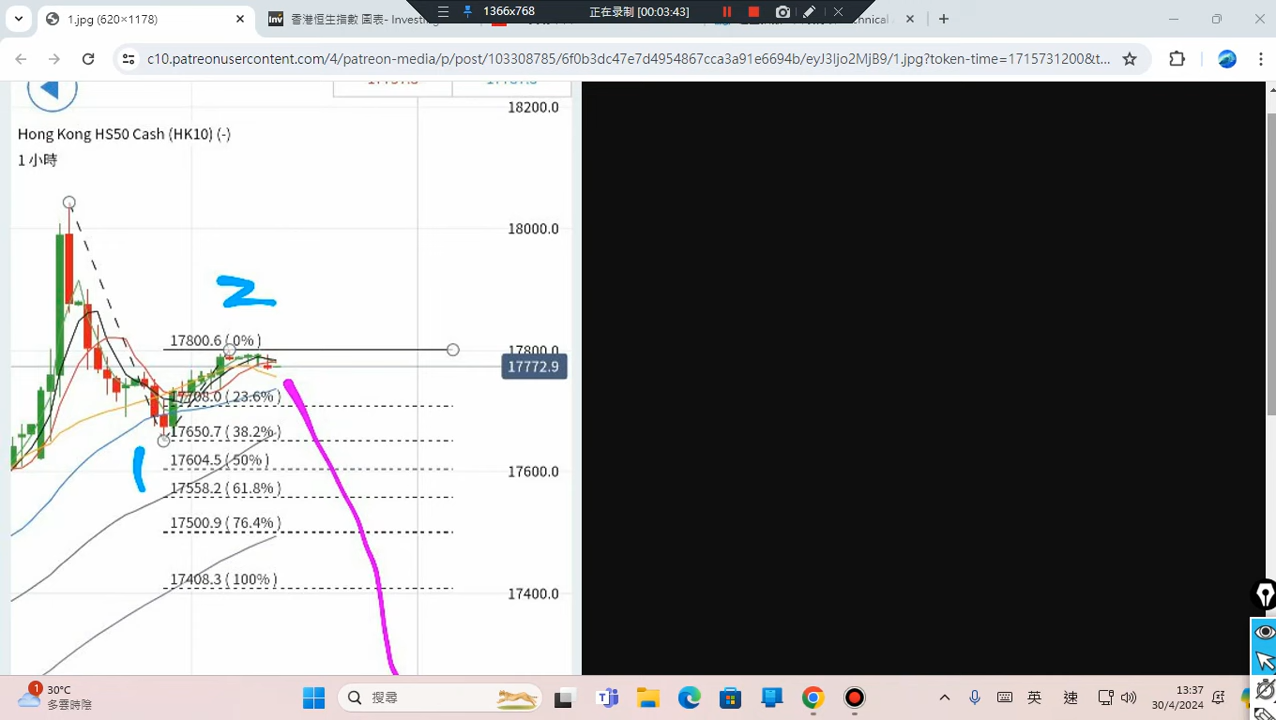 1.jpg (620×1178)
香港恒生指數 圖表- Investing
1366x768
正在录制 [00:03:43]
c10.patreonusercontent.com/4/patreon-media/p/post/103308785/6f0b3dc47e7d4954867cca3a91e6694b/eyJ3IjoxMjB9/1.jpg?token-time=1715731200&t...
18200.0
Hong Kong HS50 Cash (HK10) (-)
1 小時
18000.0
2
17800.6 ( 0% )
17800.0
17772.9
17708.0 ( 23.6% )
17650.7 ( 38.2% )
17604.5 ( 50% )
1
17600.0
17558.2 ( 61.8% )
17500.9 ( 76.4% )
17408.3 ( 100% )
17400.0
1
30°C
多雲時陰
搜尋
英
速
13:37
30/4/2024